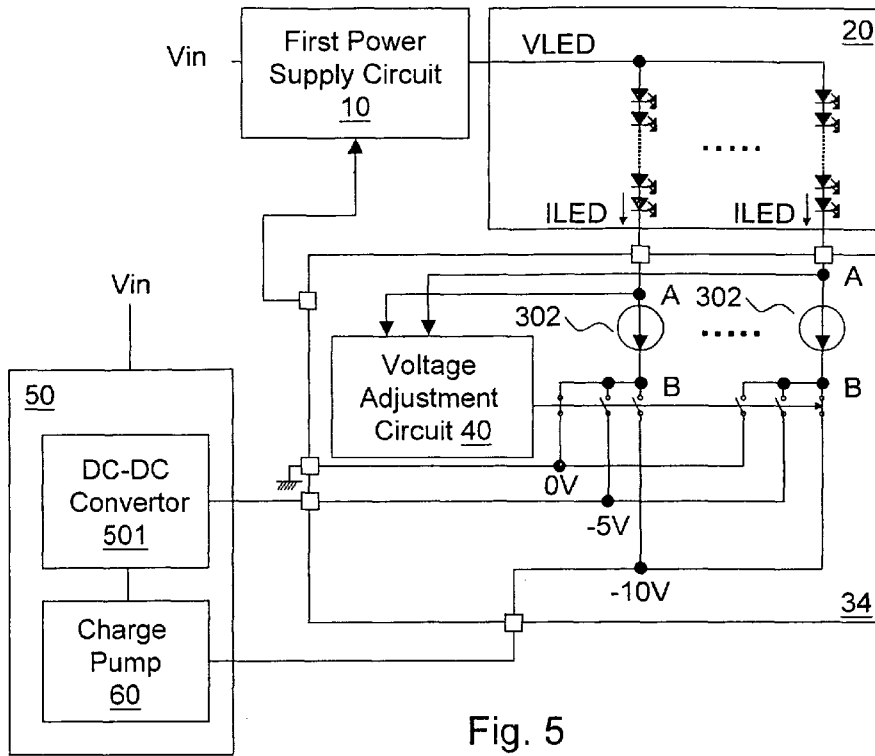 Vin
First Power
Supply Circuit
10
VLED
20
ILED
ILED
Vin
A
A
302
302
Voltage
Adjustment
Circuit 40
B
B
50
DC-DC
Convertor
501
0V
-5V
-10V
34
Charge
Pump
60
Fig. 5